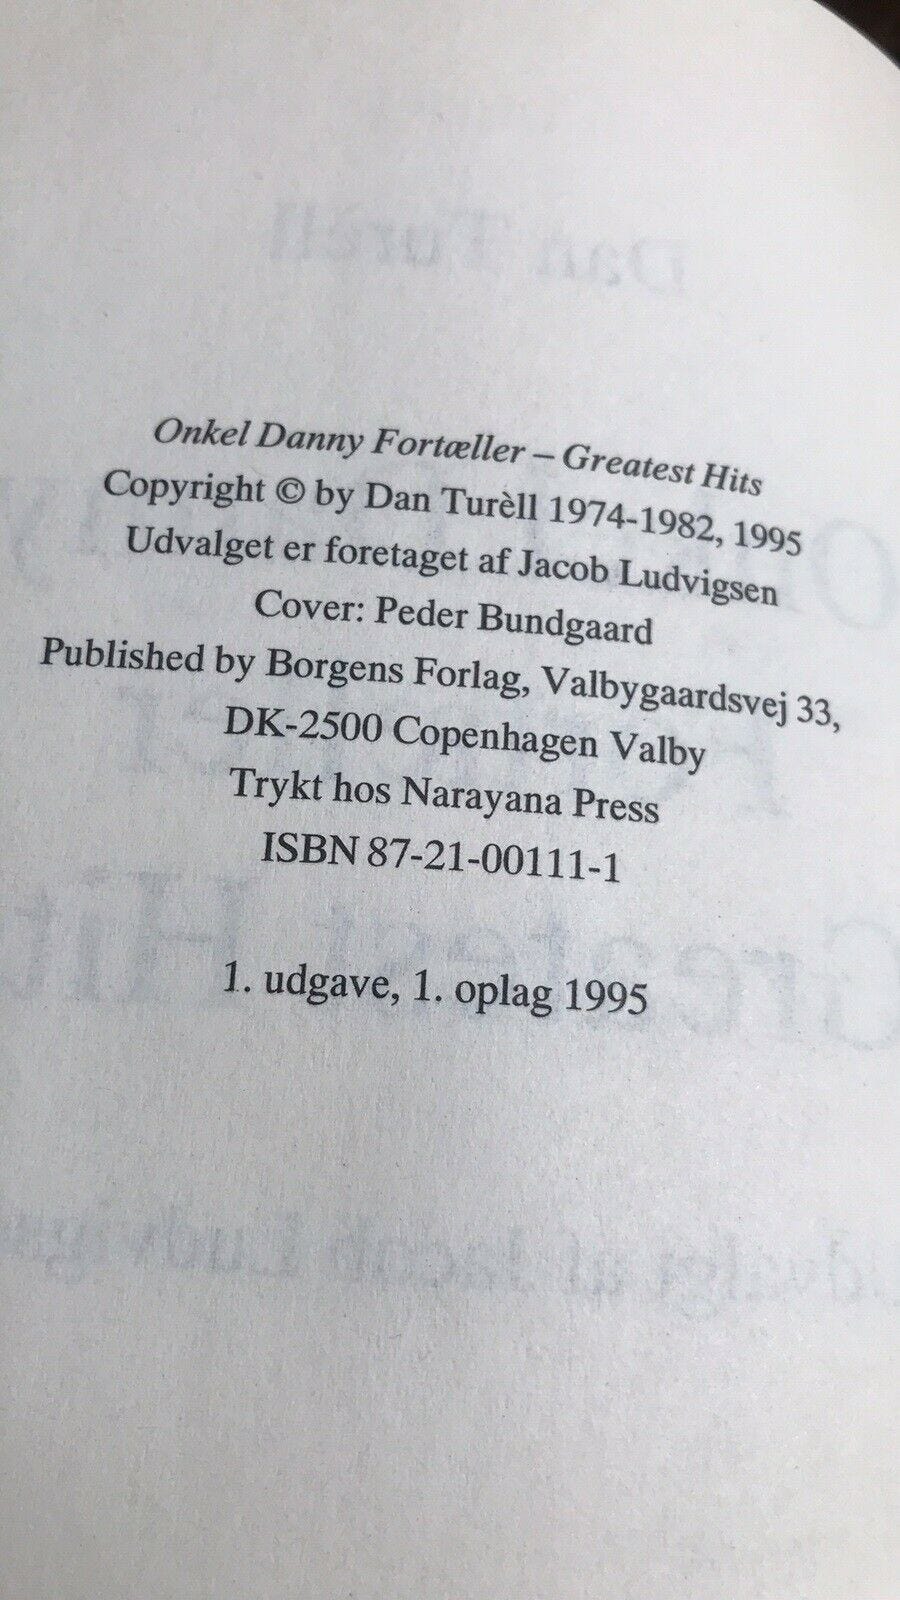 Dan Turèll
Onkel Danny Fortæller – Greatest Hits
Copyright © by Dan Turèll 1974-1982, 1995
Udvalget er foretaget af Jacob Ludvigsen
Cover: Peder Bundgaard
Published by Borgens Forlag, Valbygaardsvej 33,
DK-2500 Copenhagen Valby
Trykt hos Narayana Press
ISBN 87-21-00111-1
1. udgave, 1. oplag 1995